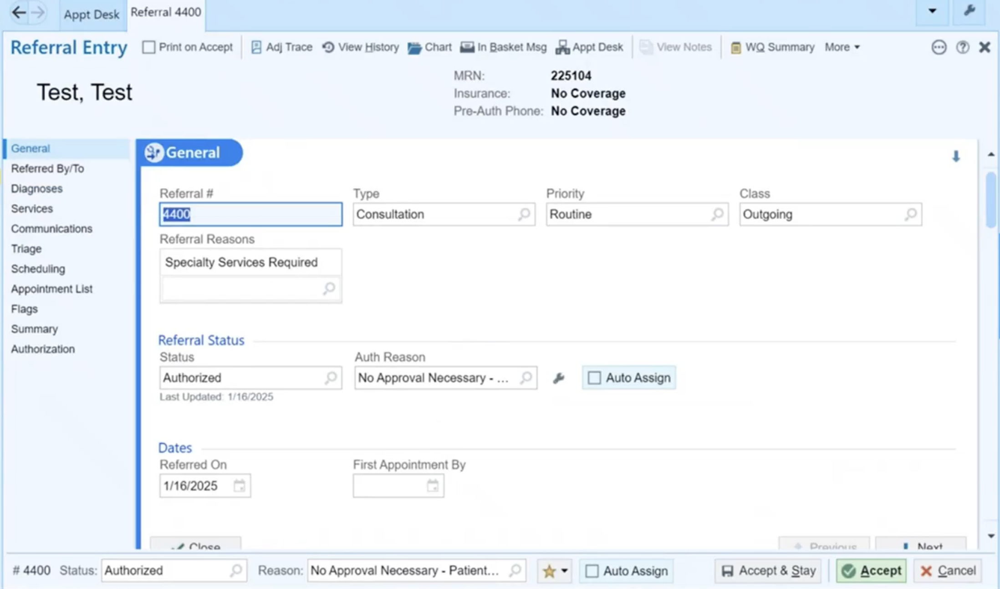 Appt Desk Referral 4400
Referral Entry Print on Accept Adj Trace View History Chart In Basket Msg Appt Desk View Notes WQ Summary More
Test, Test
MRN: 225104
Insurance: No Coverage
Pre-Auth Phone: No Coverage
General
Referred By/To
Diagnoses
Services
Communications
Triage
Scheduling
Appointment List
Flags
Summary
Authorization
General
Referral # Type Priority Class
4400 Consultation Routine Outgoing
Referral Reasons
Specialty Services Required
Referral Status
Status Auth Reason
Authorized No Approval Necessary - ... Auto Assign
Last Updated: 1/16/2025
Dates
Referred On First Appointment By
1/16/2025
Close Previous Next
# 4400 Status: Authorized Reason: No Approval Necessary - Patient... Auto Assign Accept & Stay Accept Cancel